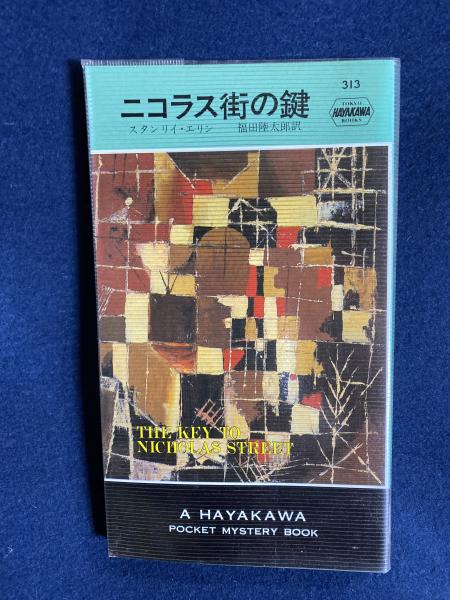 313
ニコラス街の鍵
スタンリイ・エリン 福田陸太郎訳
TOKYO
HAYAKAWA
BOOKS
THE KEY TO
NICHOLAS STREET
A HAYAKAWA
POCKET MYSTERY BOOK